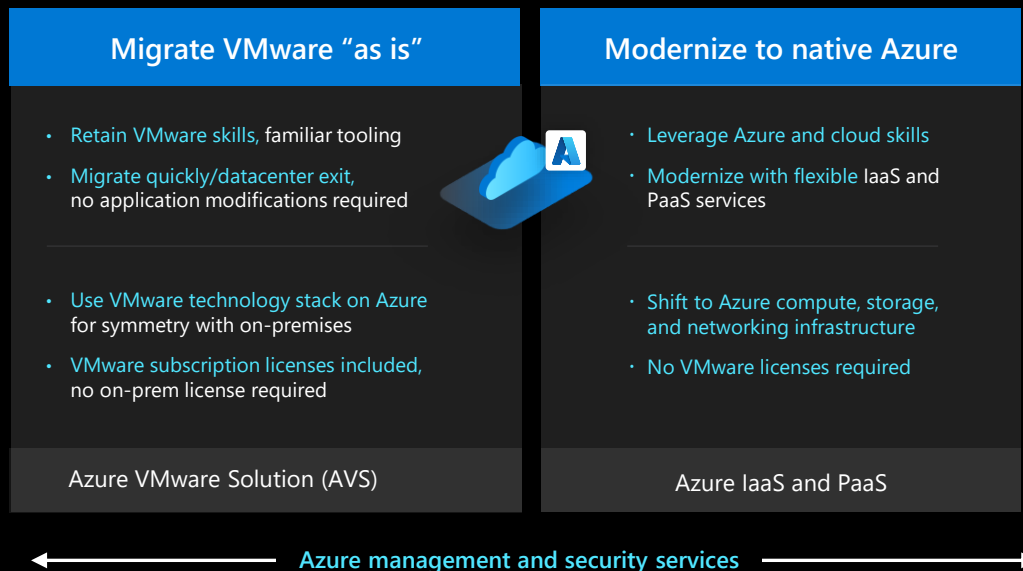 Migrate VMware “as is”
• Retain VMware skills, familiar tooling
• Migrate quickly/datacenter exit,
no application modifications required
• Use VMware technology stack on Azure
for symmetry with on-premises
• VMware subscription licenses included,
no on-prem license required
Azure VMware Solution (AVS)
Modernize to native Azure
• Leverage Azure and cloud skills
• Modernize with flexible IaaS and
PaaS services
• Shift to Azure compute, storage,
and networking infrastructure
• No VMware licenses required
Azure IaaS and PaaS
Azure management and security services